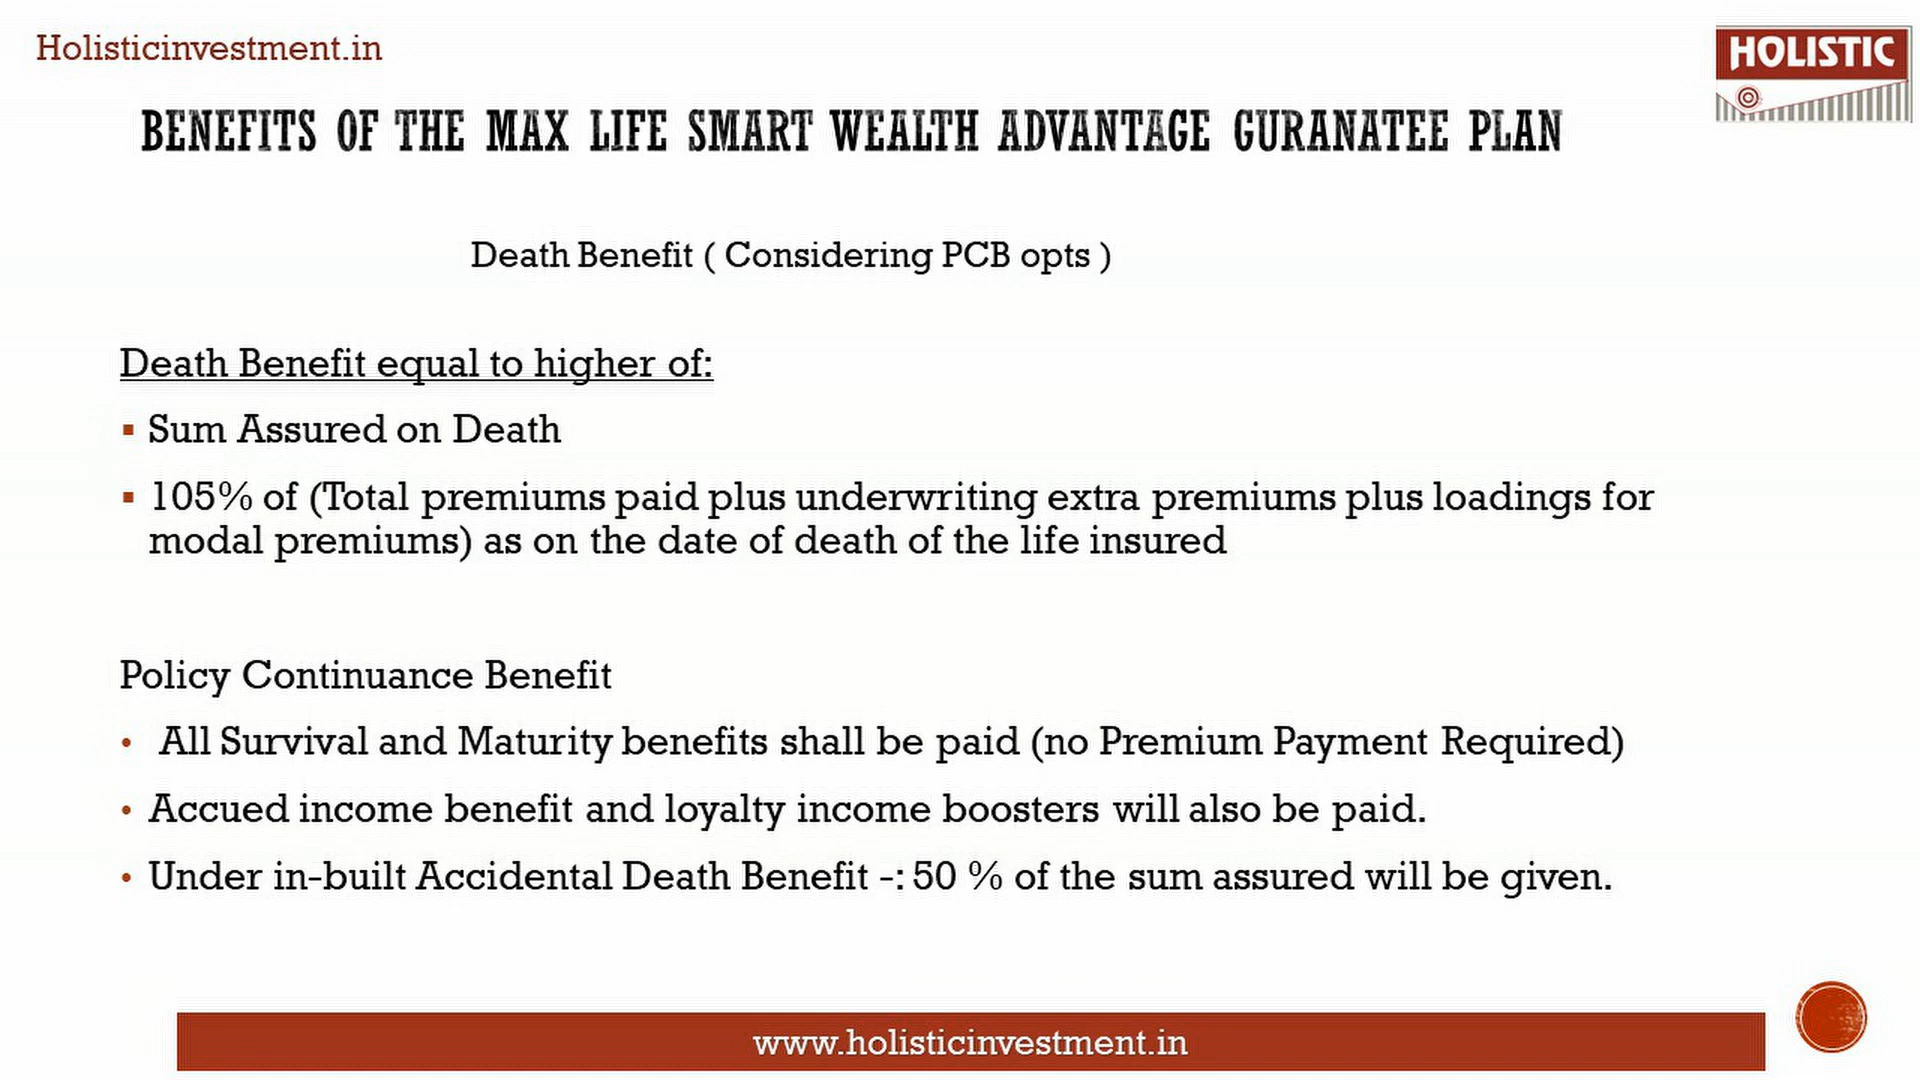 Holisticinvestment.in
HOLISTIC
BENEFITS OF THE MAX LIFE SMART WEALTH ADVANTAGE GURANATEE PLAN
Death Benefit ( Considering PCB opts )
Death Benefit equal to higher of:
▪ Sum Assured on Death
▪ 105% of (Total premiums paid plus underwriting extra premiums plus loadings for
modal premiums) as on the date of death of the life insured
Policy Continuance Benefit
• All Survival and Maturity benefits shall be paid (no Premium Payment Required)
• Accued income benefit and loyalty income boosters will also be paid.
• Under in-built Accidental Death Benefit -: 50 % of the sum assured will be given.
www.holisticinvestment.in